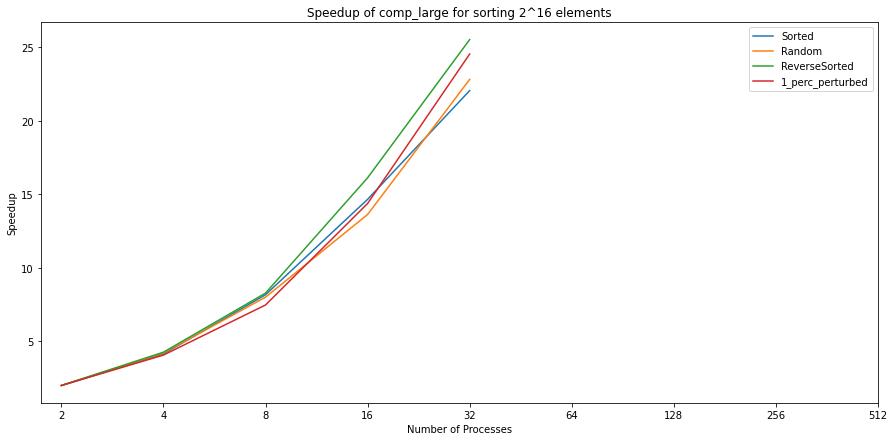 Speedup of comp_large for sorting 2^16 elements
Sorted
Random
ReverseSorted
1_perc_perturbed
25
20
15
10
5
Speedup
2 4 8 16 32 64 128 256 512
Number of Processes